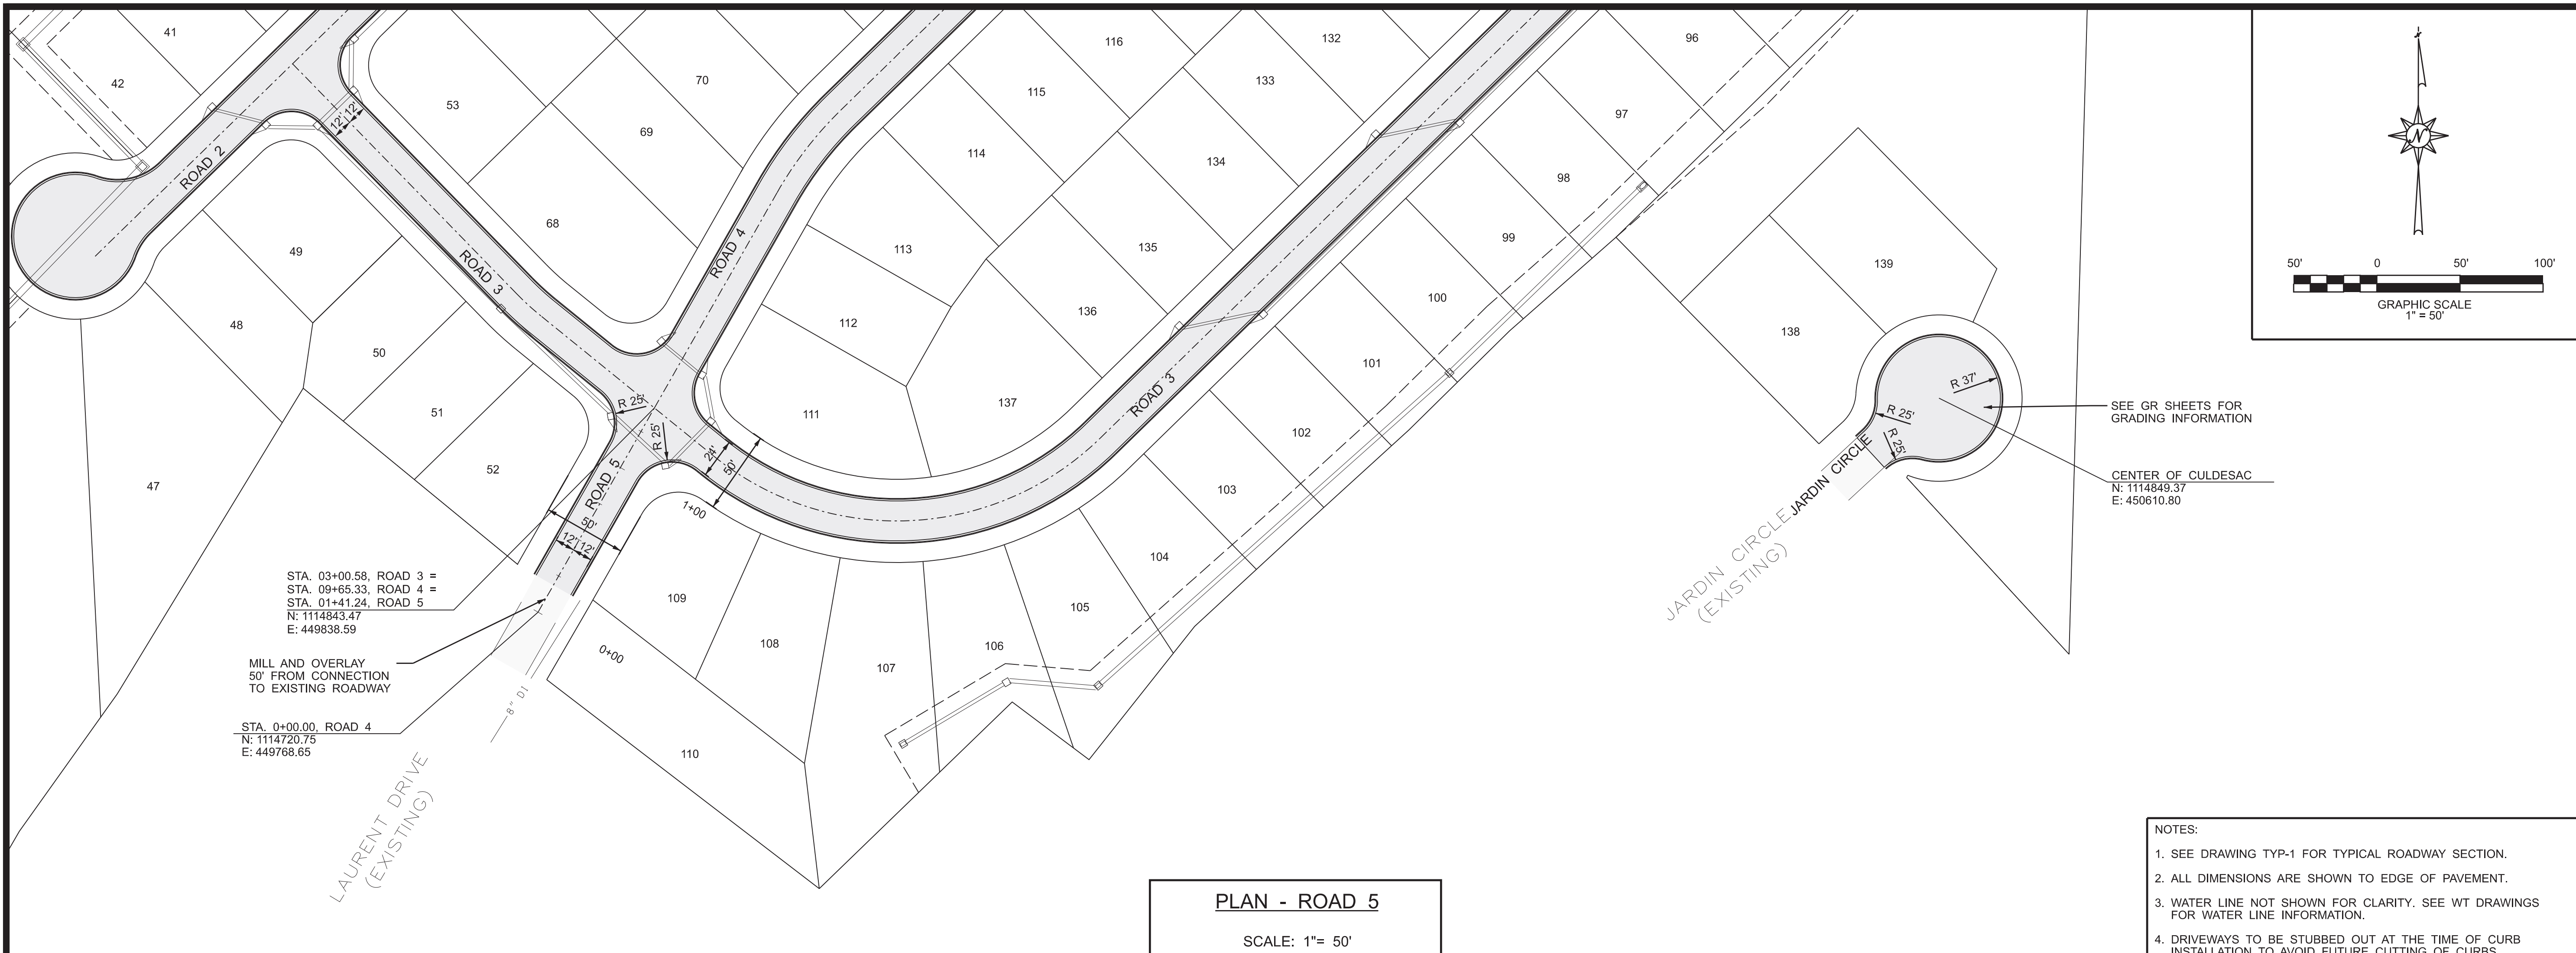 41
42
53
70
69
68
116
115
114
113
112
111
132
133
134
135
136
137
96
97
98
99
100
101
102
103
104
105
106
107
108
109
110
49
48
50
51
52
47
139
138
ROAD 2
ROAD 3
ROAD 4
ROAD 3
ROAD 5
12'
12'
R 25'
R 25'
24'
50'
50'
12'
12'
1+00
0+00
STA. 03+00.58, ROAD 3 =
STA. 09+65.33, ROAD 4 =
STA. 01+41.24, ROAD 5
N: 1114843.47
E: 449838.59
MILL AND OVERLAY
50' FROM CONNECTION
TO EXISTING ROADWAY
STA. 0+00.00, ROAD 4
N: 1114720.75
E: 449768.65
8" DI
LAURENT DRIVE
(EXISTING)
R 37'
R 25'
R 25'
JARDIN CIRCLE
JARDIN CIRCLE
(EXISTING)
SEE GR SHEETS FOR
GRADING INFORMATION
CENTER OF CULDESAC
N: 1114849.37
E: 450610.80
N
50'
0
50'
100'
GRAPHIC SCALE
1" = 50'
PLAN - ROAD 5
SCALE: 1"= 50'
NOTES:
1. SEE DRAWING TYP-1 FOR TYPICAL ROADWAY SECTION.
2. ALL DIMENSIONS ARE SHOWN TO EDGE OF PAVEMENT.
3. WATER LINE NOT SHOWN FOR CLARITY. SEE WT DRAWINGS
FOR WATER LINE INFORMATION.
4. DRIVEWAYS TO BE STUBBED OUT AT THE TIME OF CURB
INSTALLATION TO AVOID FUTURE CUTTING OF CURBS